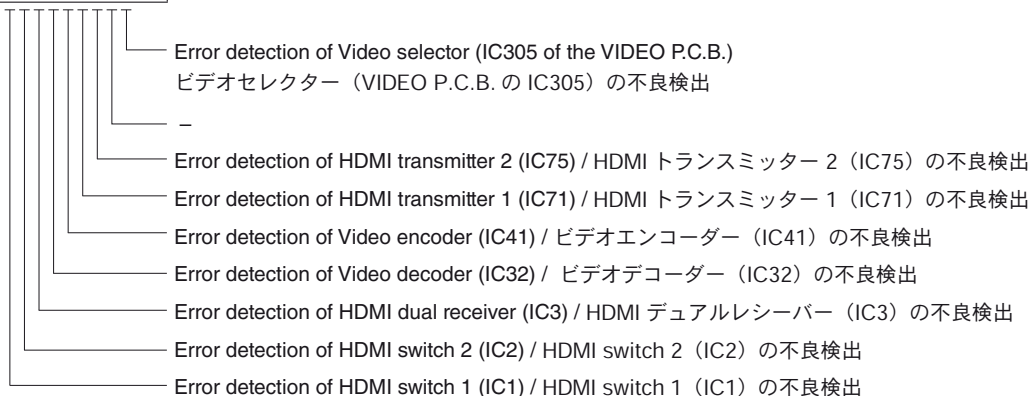 Error detection of Video selector (IC305 of the VIDEO P.C.B.)
ビデオセレクター（VIDEO P.C.B. の IC305）の不良検出
–
Error detection of HDMI transmitter 2 (IC75) / HDMI トランスミッター 2（IC75）の不良検出
Error detection of HDMI transmitter 1 (IC71) / HDMI トランスミッター 1（IC71）の不良検出
Error detection of Video encoder (IC41) / ビデオエンコーダー（IC41）の不良検出
Error detection of Video decoder (IC32) / ビデオデコーダー（IC32）の不良検出
Error detection of HDMI dual receiver (IC3) / HDMI デュアルレシーバー（IC3）の不良検出
Error detection of HDMI switch 2 (IC2) / HDMI switch 2（IC2）の不良検出
Error detection of HDMI switch 1 (IC1) / HDMI switch 1（IC1）の不良検出